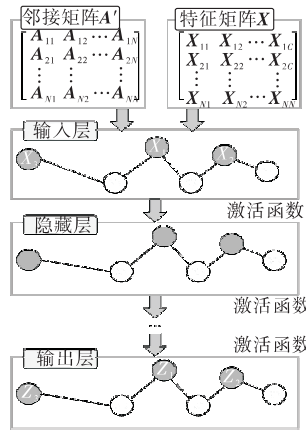 邻接矩阵A' 特征矩阵X
A11 A12 ··· A1N X11 X12 ··· X1C
A21 A22 ··· A2N X21 X22 ··· X2C
⋮ ⋮ ⋮ ⋮ ⋮ ⋮
AN1 AN2 ··· ANN XN1 XN2 ··· XNN
输入层
X X
激活函数
隐藏层
激活函数
···
激活函数
输出层
Z Z Z